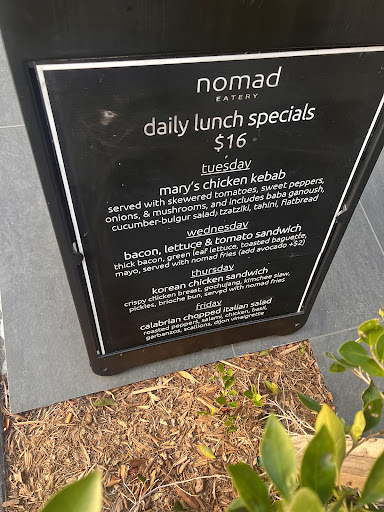 nomad
EATERY
daily lunch specials
$16
tuesday
mary's chicken kebab
served with skewered tomatoes, sweet peppers,
onions, & mushrooms, and includes baba ganoush,
cucumber-bulgur salad, tzatziki, tahini, flatbread
wednesday
bacon, lettuce & tomato sandwich
thick bacon, green leaf lettuce, toasted baguette,
mayo, served with nomad fries (add avocado +$2)
thursday
korean chicken sandwich
crispy chicken breast, gochujang, kimchee slaw,
pickles, brioche bun, served with nomad fries
friday
calabrian chopped italian salad
roasted peppers, salami, chicken, basil,
garbanzos, scallions, dijon vinaigrette